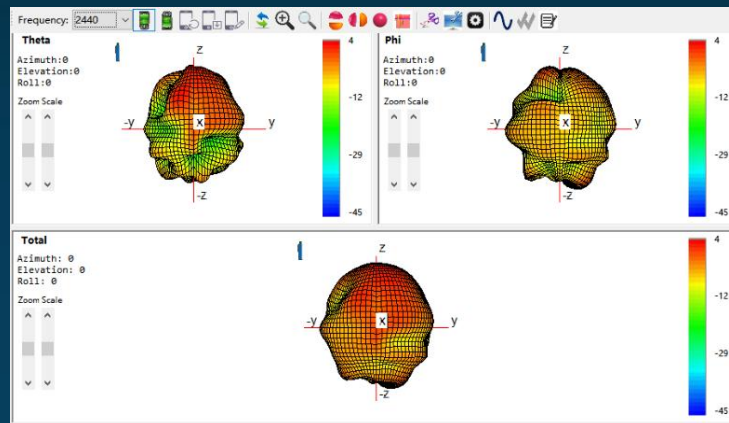 Frequency: 2440
Theta
Azimuth:0
Elevation:0
Roll:0
Zoom Scale
z
-y
x
y
-z
4
-12
-29
-45
Phi
Azimuth:0
Elevation:0
Roll:0
Zoom Scale
z
-y
x
y
-z
4
-12
-29
-45
Total
Azimuth: 0
Elevation: 0
Roll: 0
Zoom Scale
z
-y
x
y
-z
4
-12
-29
-45